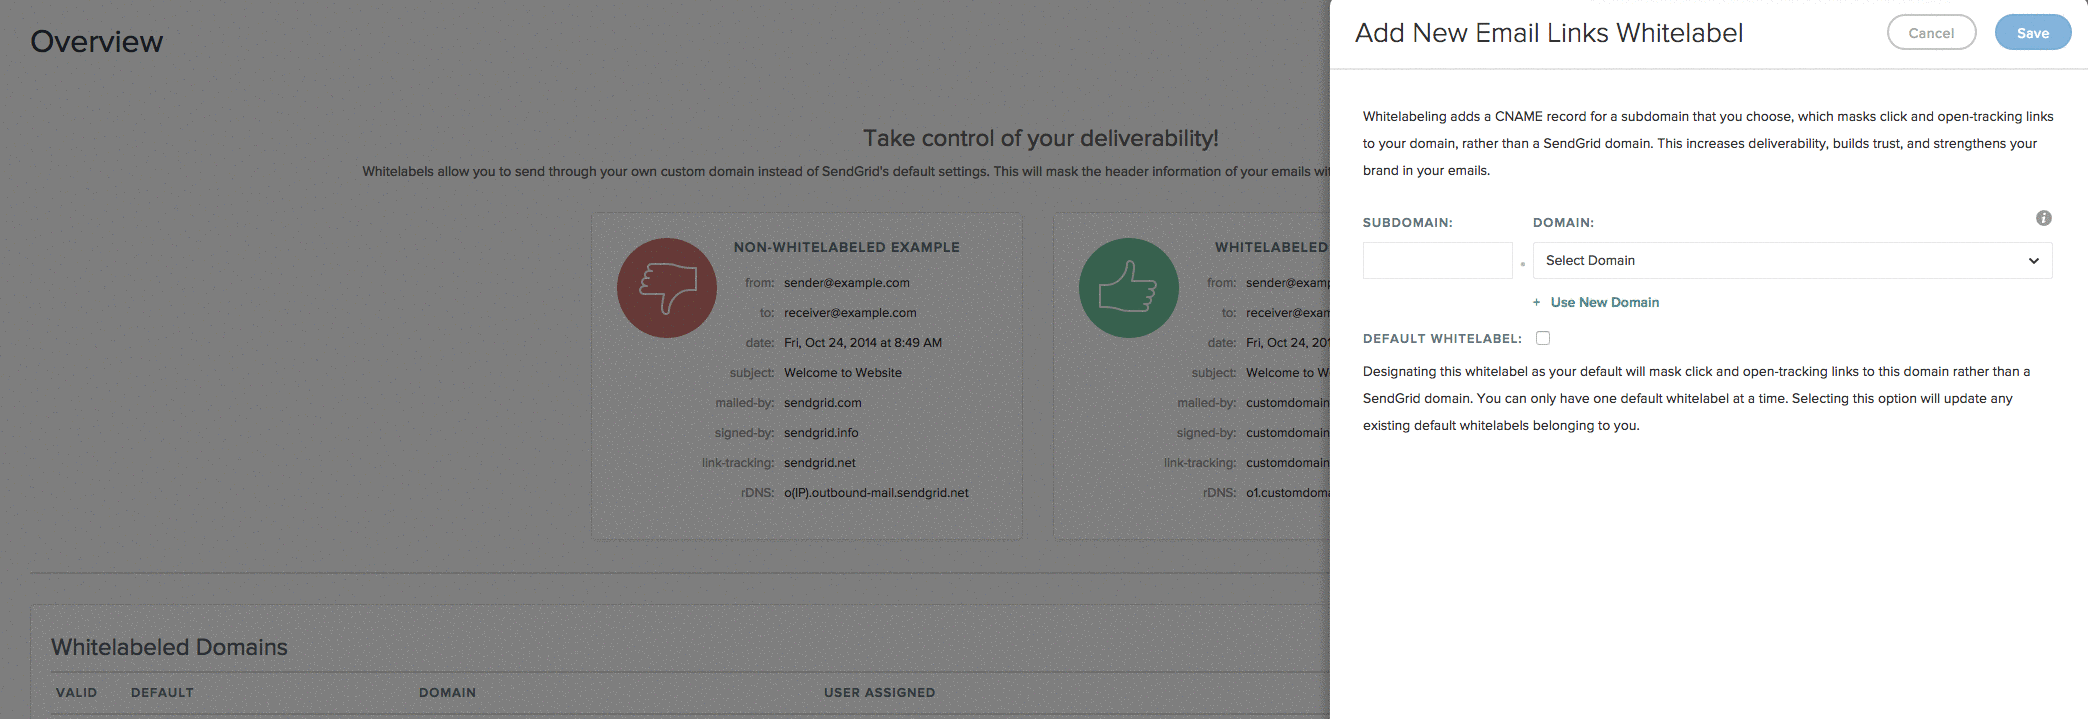 Overview
Take control of your deliverability!
Whitelabels allow you to send through your own custom domain instead of SendGrid's default settings. This will mask the header information of your emails
NON-WHITELABELED EXAMPLE
from: sender@example.com
to: receiver@example.com
date: Fri, Oct 24, 2014 at 8:49 AM
subject: Welcome to Website
mailed-by: sendgrid.com
signed-by: sendgrid.info
link-tracking: sendgrid.net
rDNS: o(IP).outbound-mail.sendgrid.net
WHITELABELED
from: sender@examp
to: receiver@exam
date: Fri, Oct 24, 20
subject: Welcome to W
mailed-by: customdomain
signed-by: customdomain
link-tracking: customdomain
rDNS: o1.customdoma
Whitelabeled Domains
VALID DEFAULT DOMAIN USER ASSIGNED
Add New Email Links Whitelabel
Cancel
Save
Whitelabeling adds a CNAME record for a subdomain that you choose, which masks click and open-tracking links
to your domain, rather than a SendGrid domain. This increases deliverability, builds trust, and strengthens your
brand in your emails.
SUBDOMAIN: DOMAIN:
. Select Domain
+ Use New Domain
DEFAULT WHITELABEL:
Designating this whitelabel as your default will mask click and open-tracking links to this domain rather than a
SendGrid domain. You can only have one default whitelabel at a time. Selecting this option will update any
existing default whitelabels belonging to you.